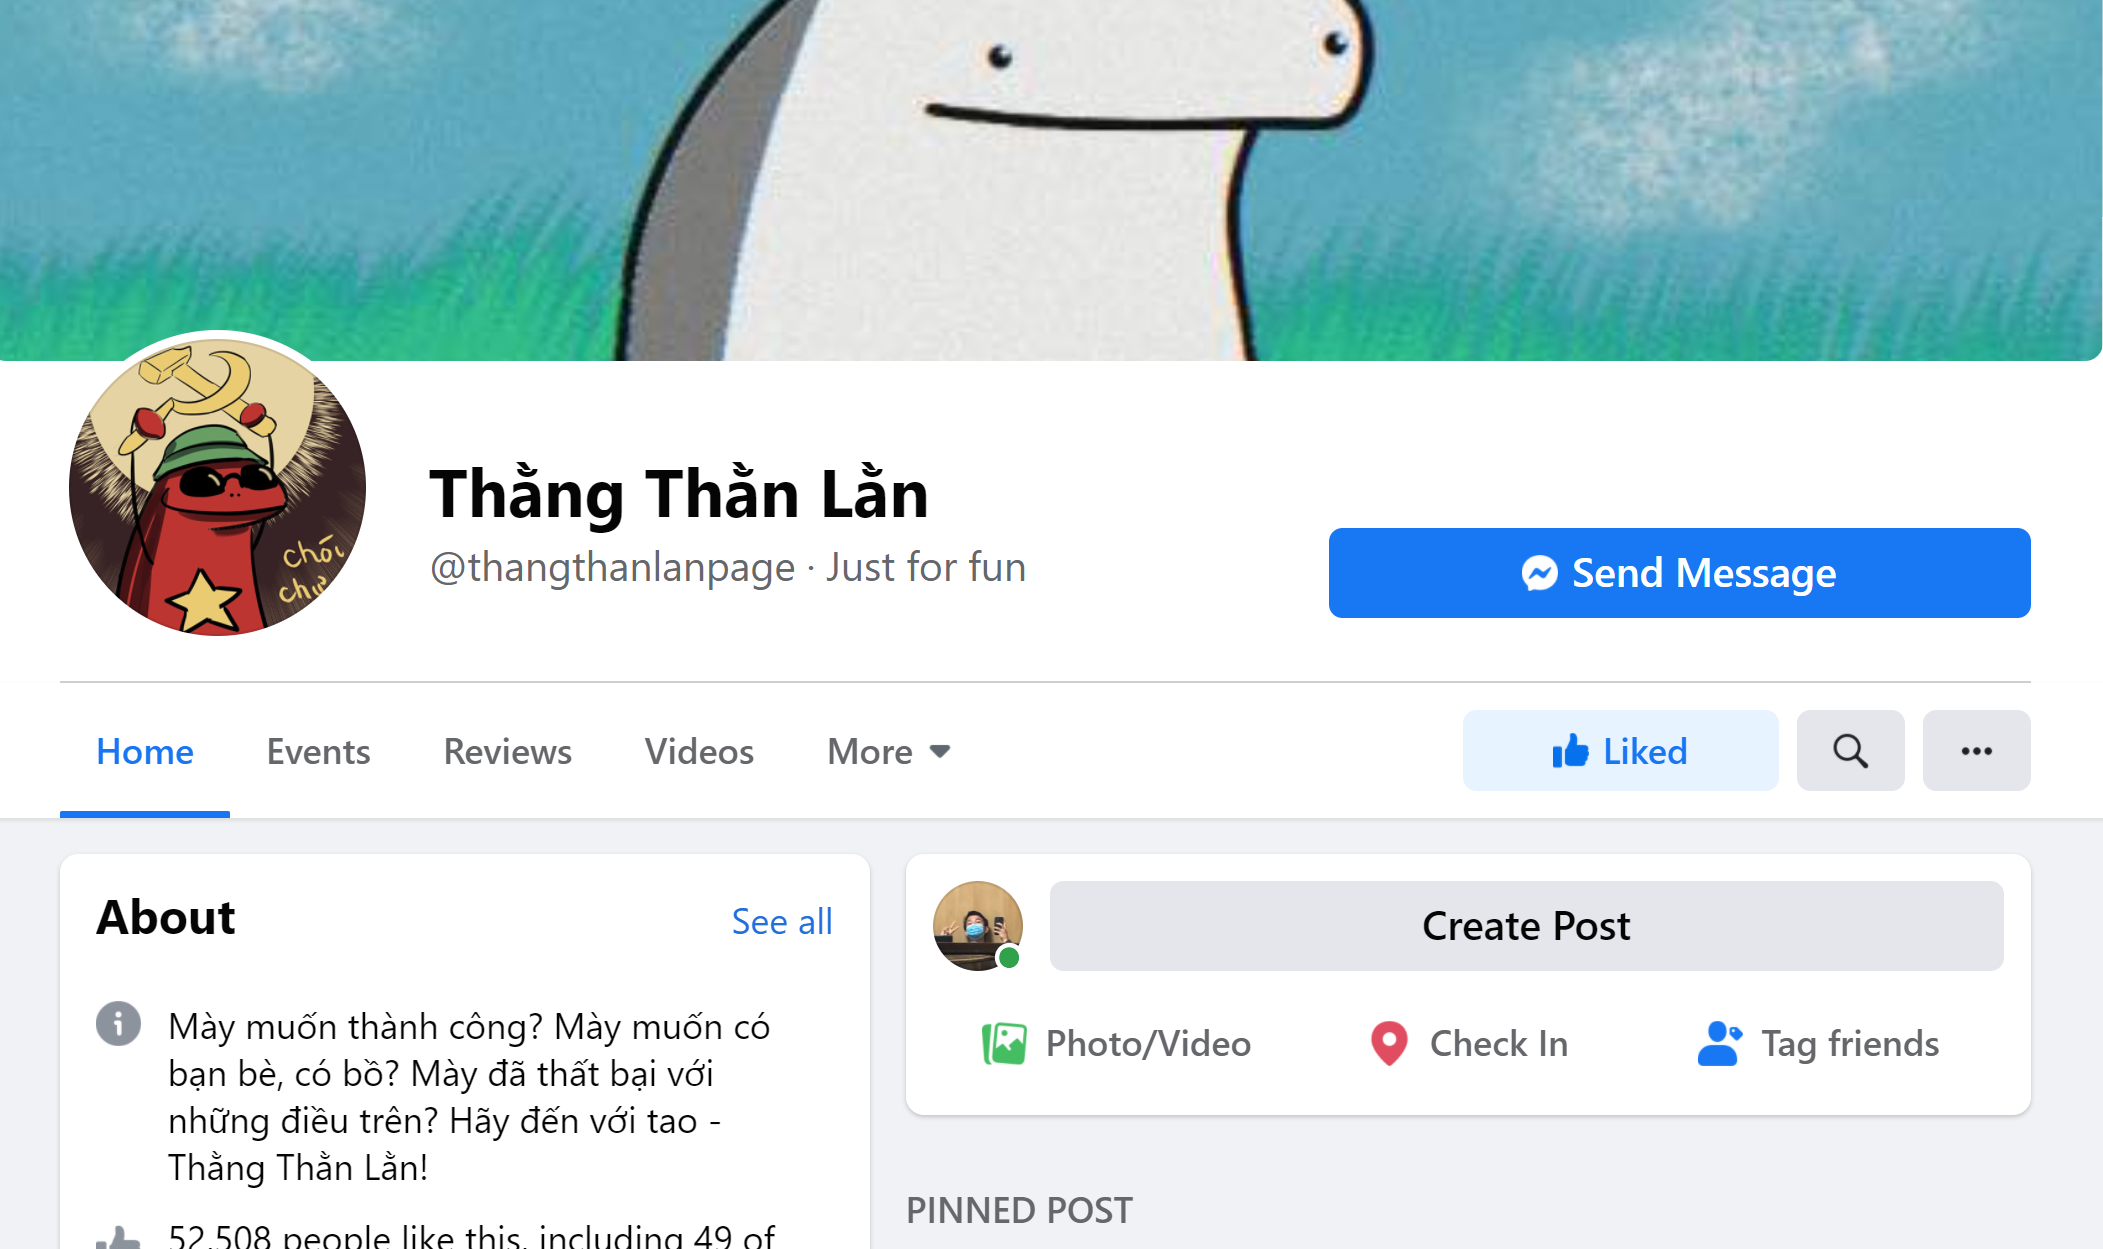 chói
Thằng Thằn Lằn
@thangthanlanpage · Just for fun
Send Message
Home
Events
Reviews
Videos
More
Liked
About
See all
Mày muốn thành công? Mày muốn có
bạn bè, có bồ? Mày đã thất bại với
những điều trên? Hãy đến với tao -
Thằng Thằn Lằn!
52,508 people like this, including 49 of
Create Post
Photo/Video
Check In
Tag friends
PINNED POST